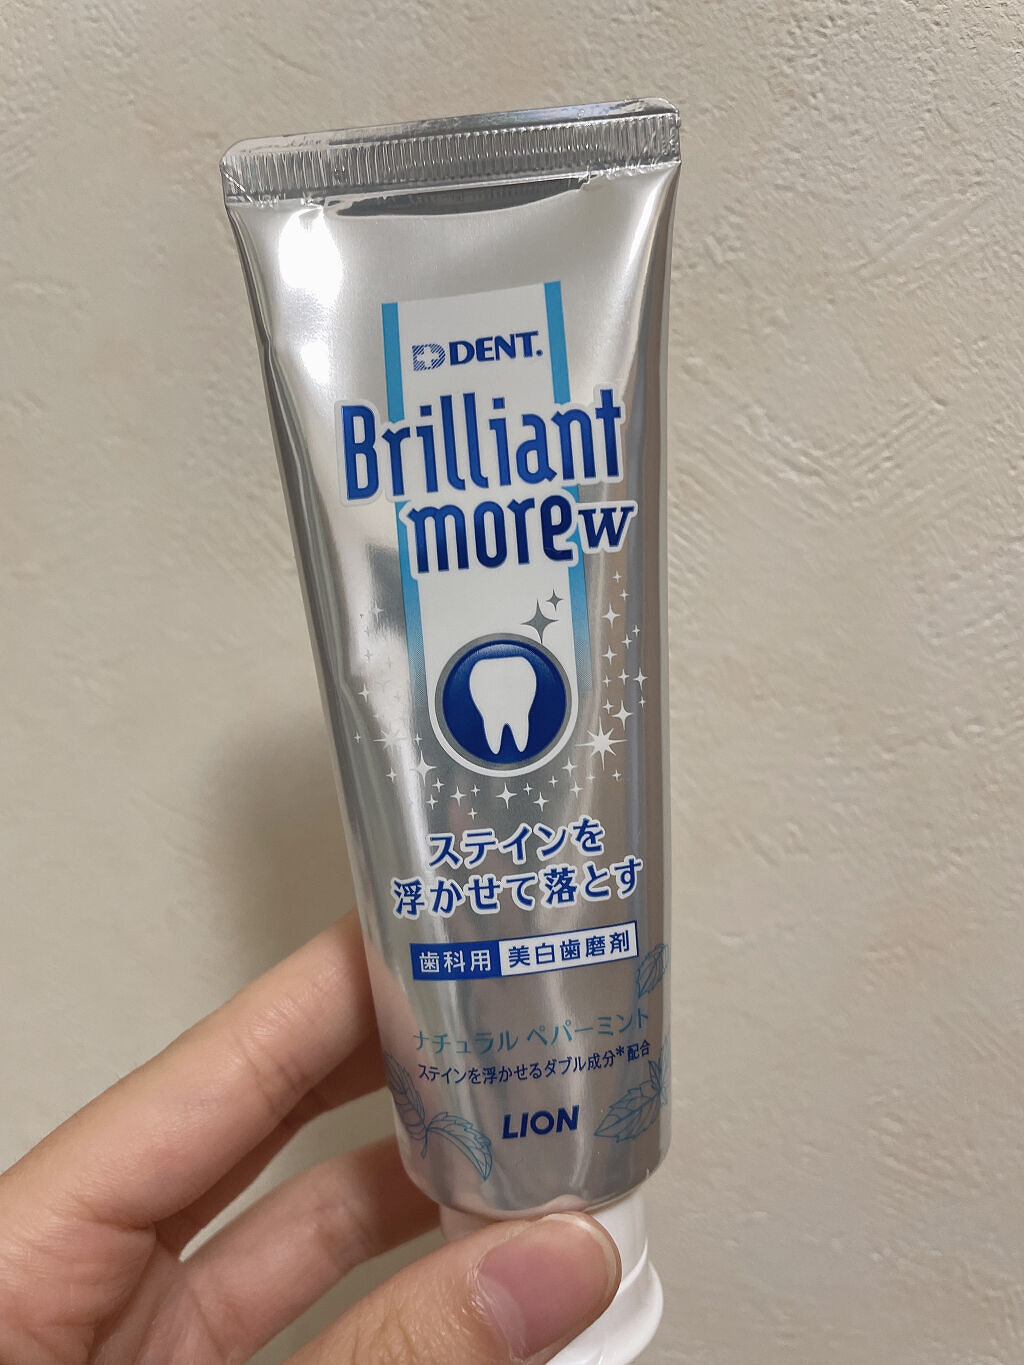 DENT.
Brilliant
more W
ステインを
浮かせて落とす
歯科用 美白歯磨剤
ナチュラル ペパーミント
ステインを浮かせるダブル成分*配合
LION